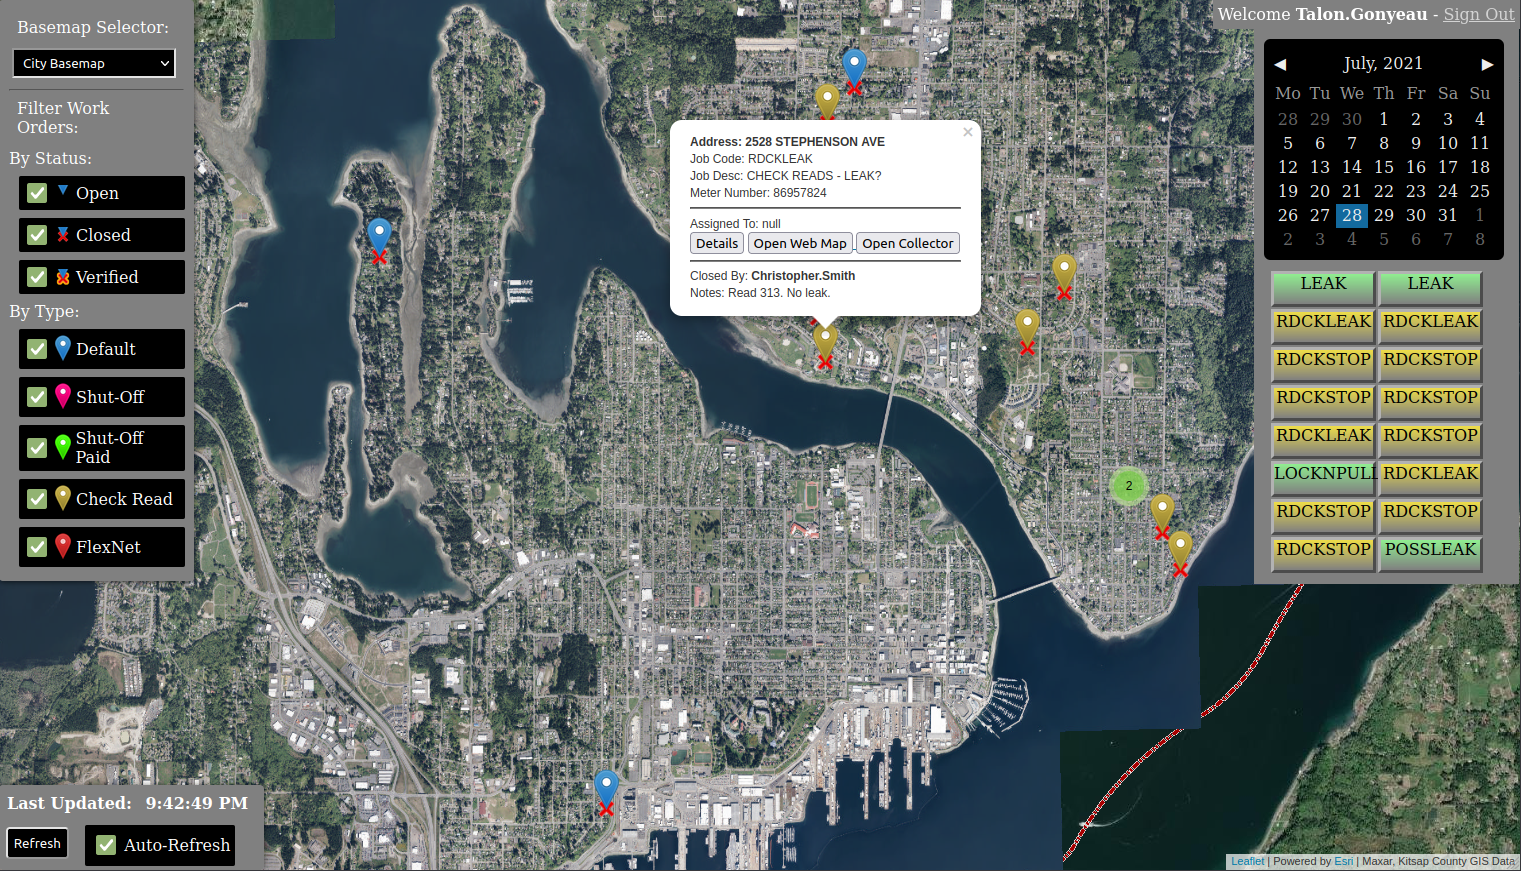 Basemap Selector:
City Basemap
Filter Work
Orders:
By Status:
Open
Closed
Verified
By Type:
Default
Shut-Off
Shut-Off
Paid
Check Read
FlexNet
Last Updated: 9:42:49 PM
Refresh
Auto-Refresh
×
Address: 2528 STEPHENSON AVE
Job Code: RDCKLEAK
Job Desc: CHECK READS - LEAK?
Meter Number: 86957824
Assigned To: null
Details Open Web Map Open Collector
Closed By: Christopher.Smith
Notes: Read 313. No leak.
2
Welcome Talon.Gonyeau - Sign Out
◀ July, 2021 ▶
Mo Tu We Th Fr Sa Su
28 29 30 1 2 3 4
5 6 7 8 9 10 11
12 13 14 15 16 17 18
19 20 21 22 23 24 25
26 27 28 29 30 31 1
2 3 4 5 6 7 8
LEAK LEAK
RDCKLEAK RDCKLEAK
RDCKSTOP RDCKSTOP
RDCKSTOP RDCKSTOP
RDCKLEAK RDCKSTOP
LOCKNPULL RDCKLEAK
RDCKSTOP RDCKSTOP
RDCKSTOP POSSLEAK
Leaflet | Powered by Esri | Maxar, Kitsap County GIS Data